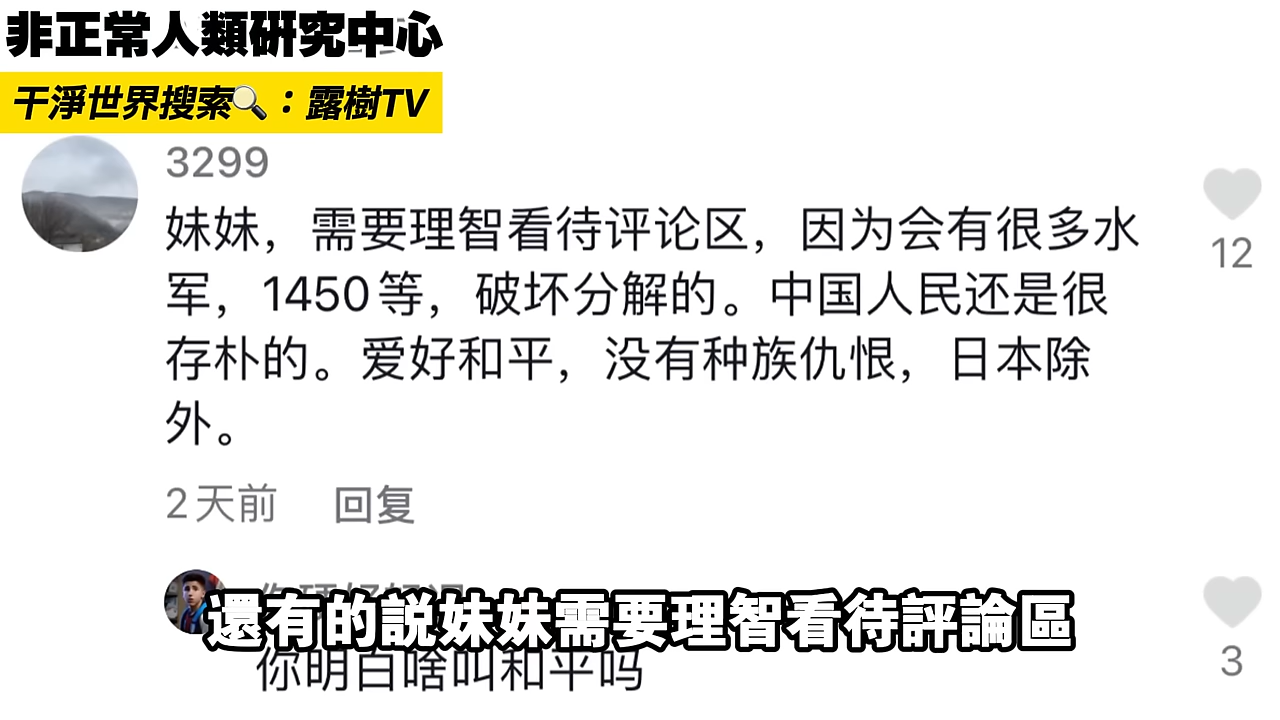 非正常人類研究中心
干淨世界搜索🔍：露樹TV
3299
妹妹，需要理智看待评论区，因为会有很多水
军，1450等，破坏分解的。中国人民还是很
存朴的。爱好和平，没有种族仇恨，日本除
外。
12
2天前 回复
還有的説妹妹需要理智看待評論區
你明白啥叫和平吗
3